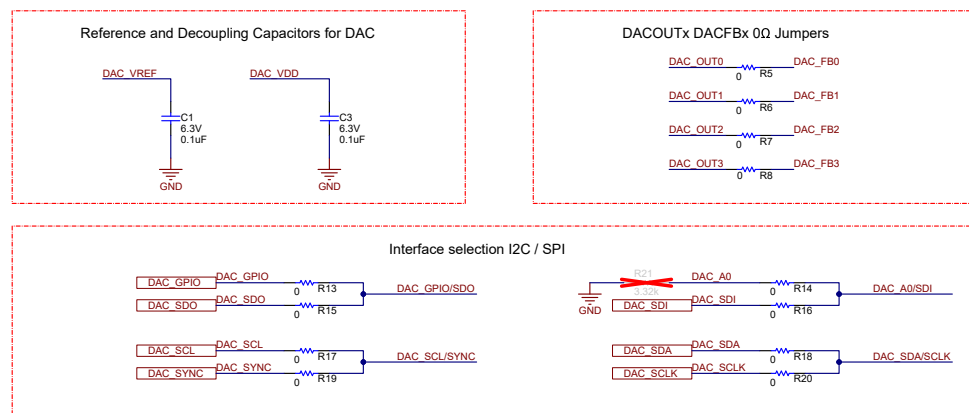 Reference and Decoupling Capacitors for DAC
DAC_VREF
C1
6.3V
0.1uF
GND
DAC_VDD
C3
6.3V
0.1uF
GND
DACOUTx DACFBx 0Ω Jumpers
DAC_OUT0 0 R5 DAC_FB0
DAC_OUT1 0 R6 DAC_FB1
DAC_OUT2 0 R7 DAC_FB2
DAC_OUT3 0 R8 DAC_FB3
Interface selection I2C / SPI
DAC_GPIO DAC_GPIO 0 R13
DAC_GPIO/SDO
DAC_SDO DAC_SDO 0 R15
DAC_SCL DAC_SCL 0 R17
DAC_SCL/SYNC
DAC_SYNC DAC_SYNC 0 R19
R21
3.32k
GND
DAC_A0 0 R14
DAC_A0/SDI
DAC_SDI DAC_SDI 0 R16
DAC_SDA DAC_SDA 0 R18
DAC_SDA/SCLK
DAC_SCLK DAC_SCLK 0 R20